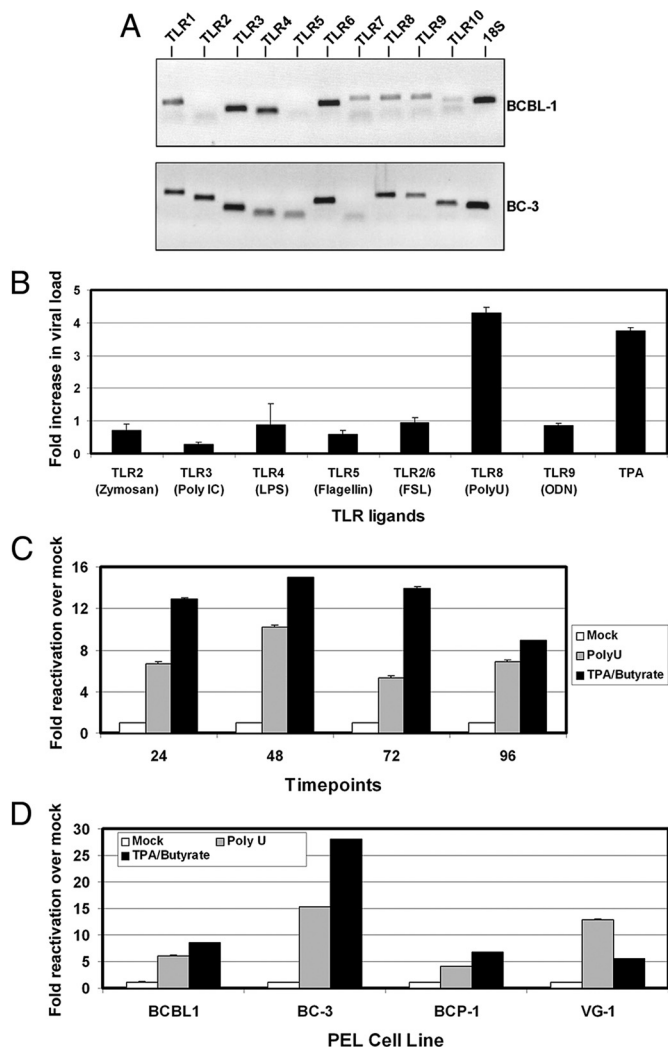 A
TLR1 TLR2 TLR3 TLR4 TLR5 TLR6 TLR7 TLR8 TLR9 TLR10 18S
BCBL-1
BC-3
B
Fold increase in viral load
5
4
3
2
1
0
TLR2 TLR3 TLR4 TLR5 TLR2/6 TLR8 TLR9 TPA
(Zymosan) (Poly IC) (LPS) (Flagellin) (FSL) (PolyU) (ODN)
TLR ligands
C
Fold reactivation over mock
16
12
8
4
0
24 48 72 96
Timepoints
Mock
PolyU
TPA/Butyrate
D
Fold reactivation over mock
30
25
20
15
10
5
0
Mock Poly U
TPA/Butyrate
BCBL1 BC-3 BCP-1 VG-1
PEL Cell Line